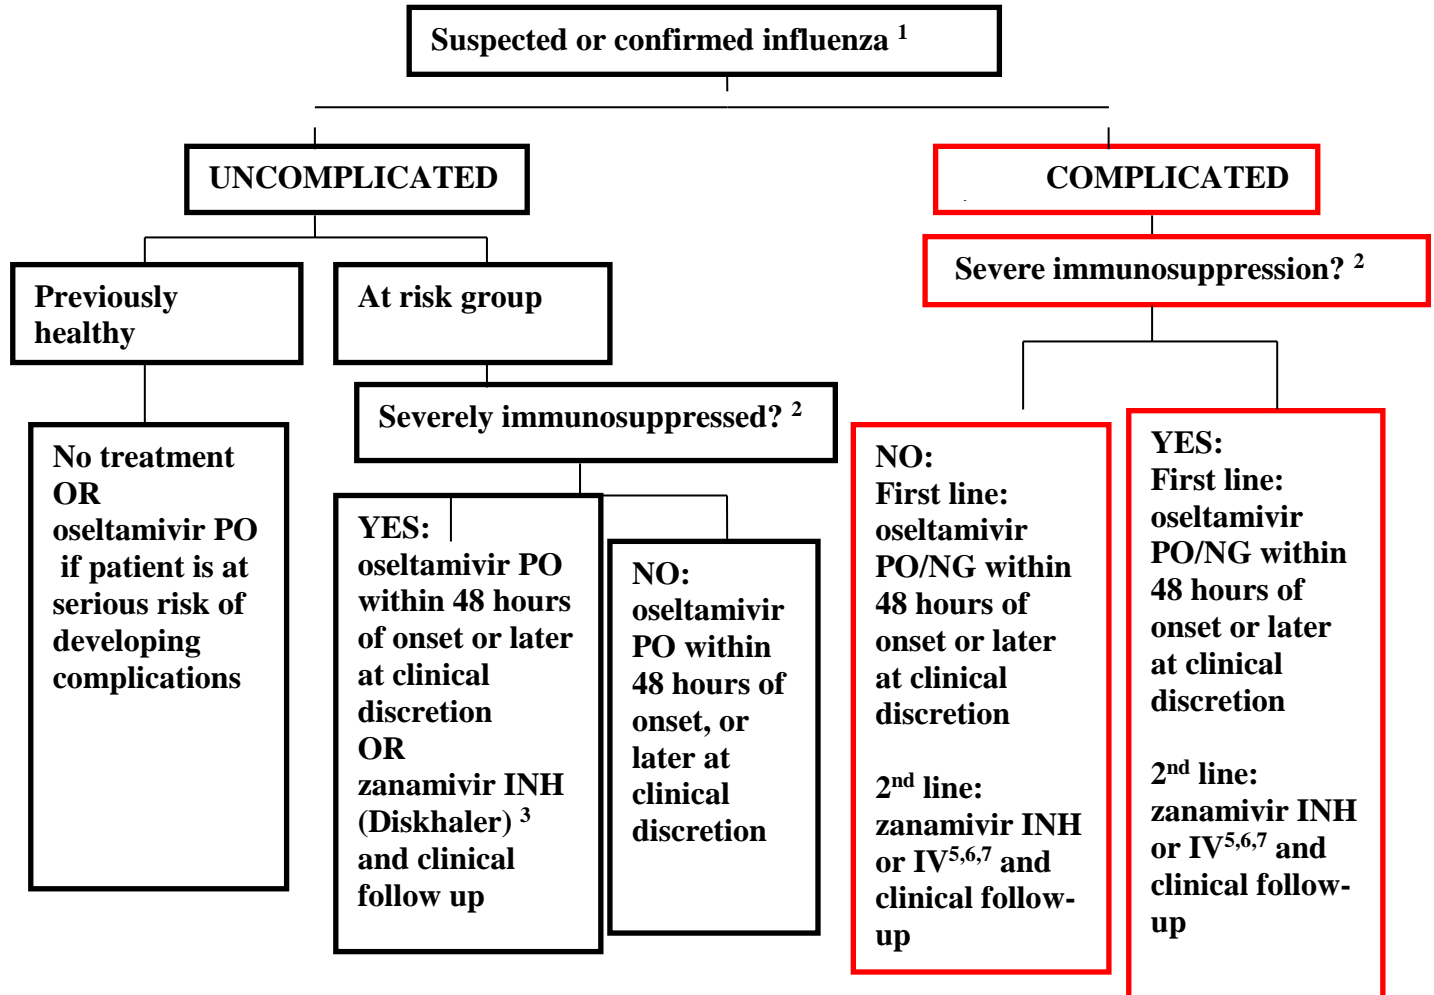 Suspected or confirmed influenza 1
UNCOMPLICATED
COMPLICATED
Severe immunosuppression? 2
Previously
healthy
At risk group
Severely immunosuppressed? 2
No treatment
OR
oseltamivir PO
if patient is at
serious risk of
developing
complications
YES:
oseltamivir PO
within 48 hours
of onset or later
at clinical
discretion
OR
zanamivir INH
(Diskhaler) 3
and clinical
follow up
NO:
oseltamivir
PO within
48 hours of
onset, or
later at
clinical
discretion
NO:
First line:
oseltamivir
PO/NG within
48 hours of
onset or later
at clinical
discretion
2nd line:
zanamivir INH
or IV5,6,7 and
clinical follow-
up
YES:
First line:
oseltamivir
PO/NG within
48 hours of
onset or later
at clinical
discretion
2nd line:
zanamivir INH
or IV5,6,7 and
clinical follow-
up